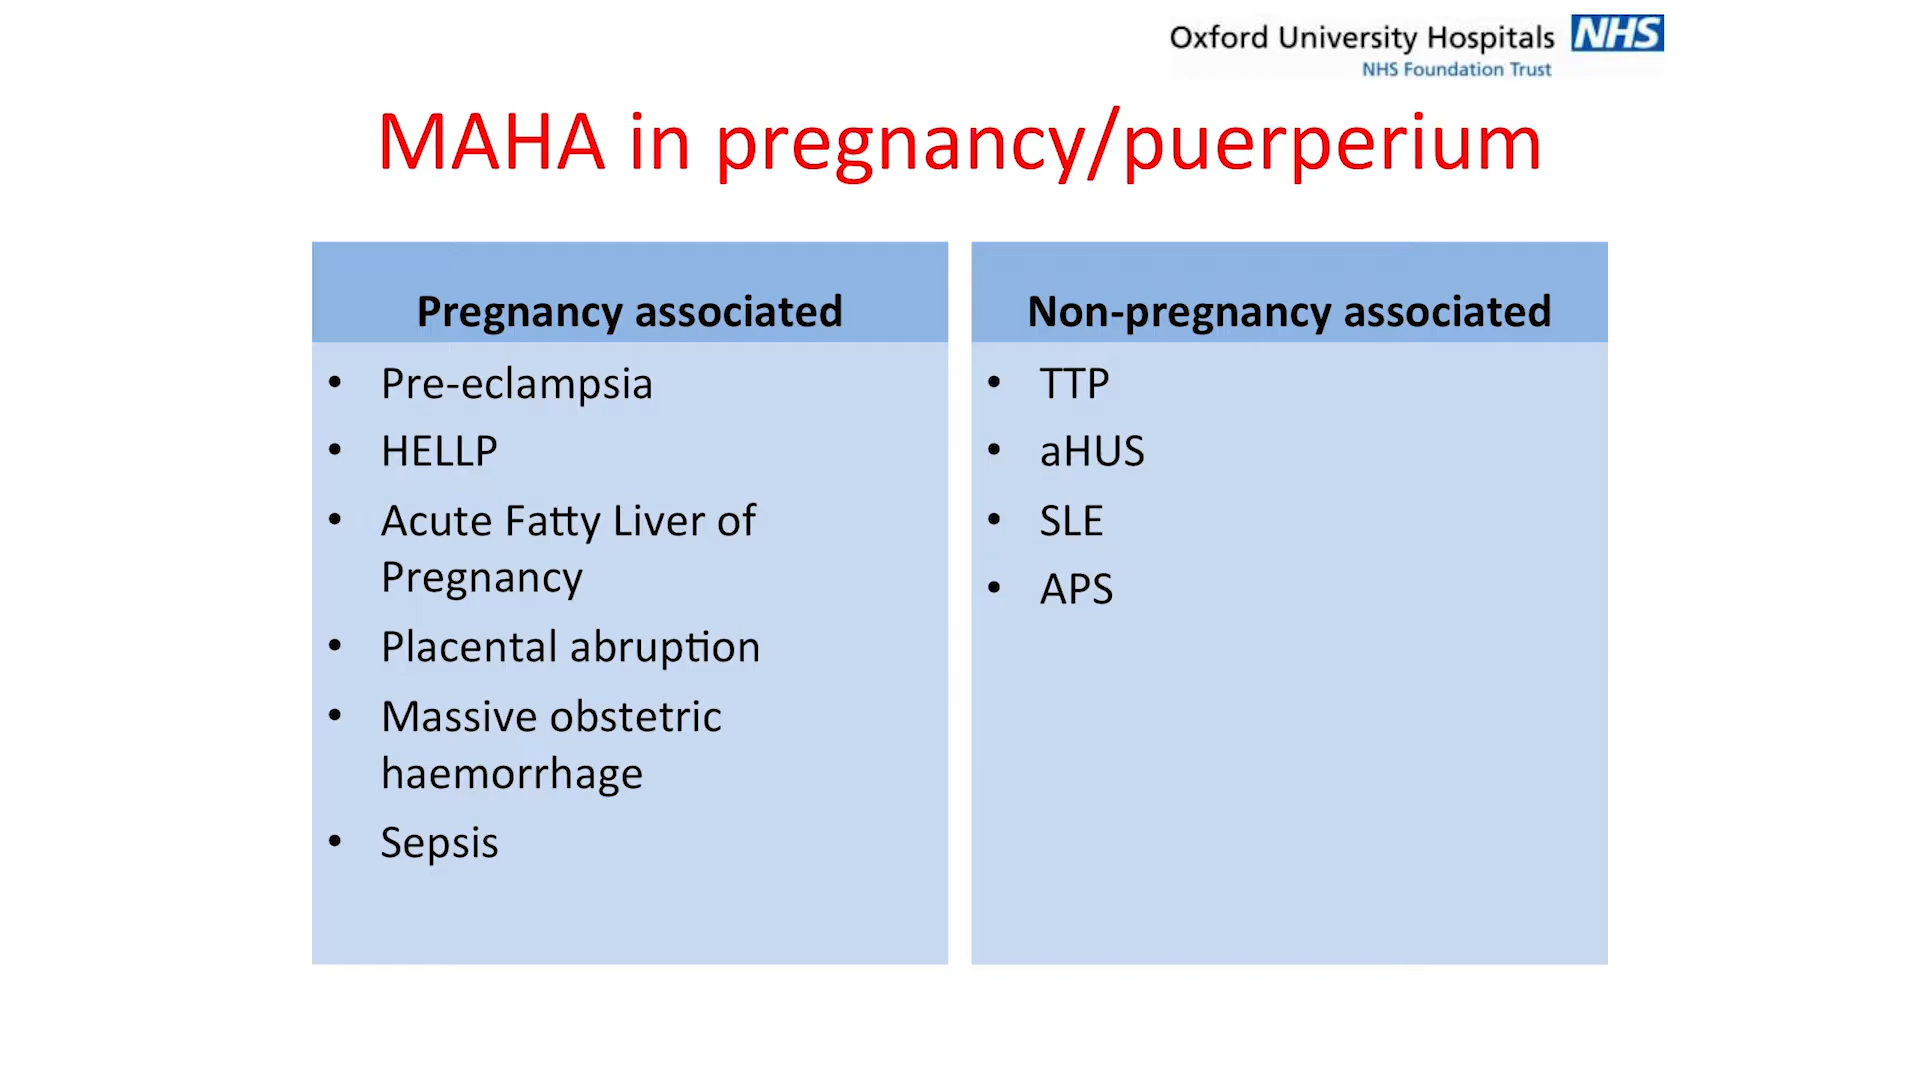 Oxford University Hospitals NHS
NHS Foundation Trust
MAHA in pregnancy/puerperium
Pregnancy associated
• Pre-eclampsia
• HELLP
• Acute Fatty Liver of
Pregnancy
• Placental abruption
• Massive obstetric
haemorrhage
• Sepsis
Non-pregnancy associated
• TTP
• aHUS
• SLE
• APS